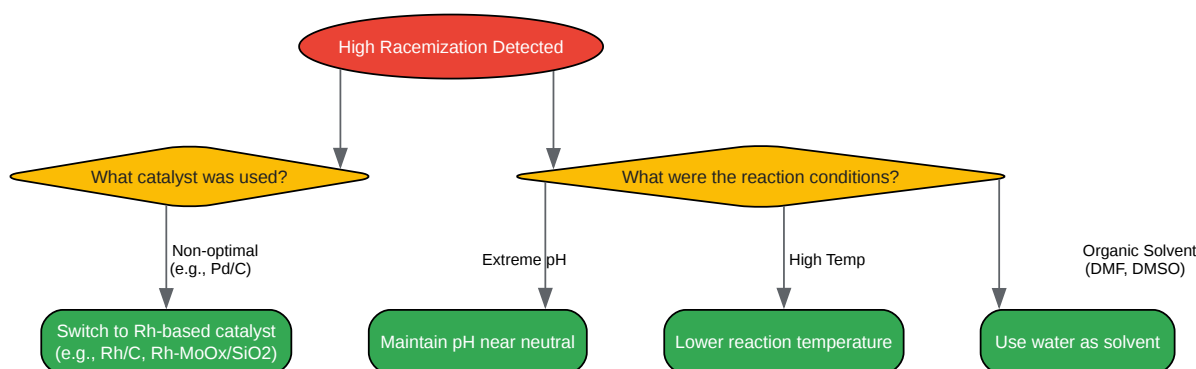 High Racemization Detected
What catalyst was used?
What were the reaction conditions?
Non-optimal
(e.g., Pd/C)
Extreme pH
High Temp
Organic Solvent
(DMF, DMSO)
Switch to Rh-based catalyst
(e.g., Rh/C, Rh-MoOx/SiO2)
Maintain pH near neutral
Lower reaction temperature
Use water as solvent